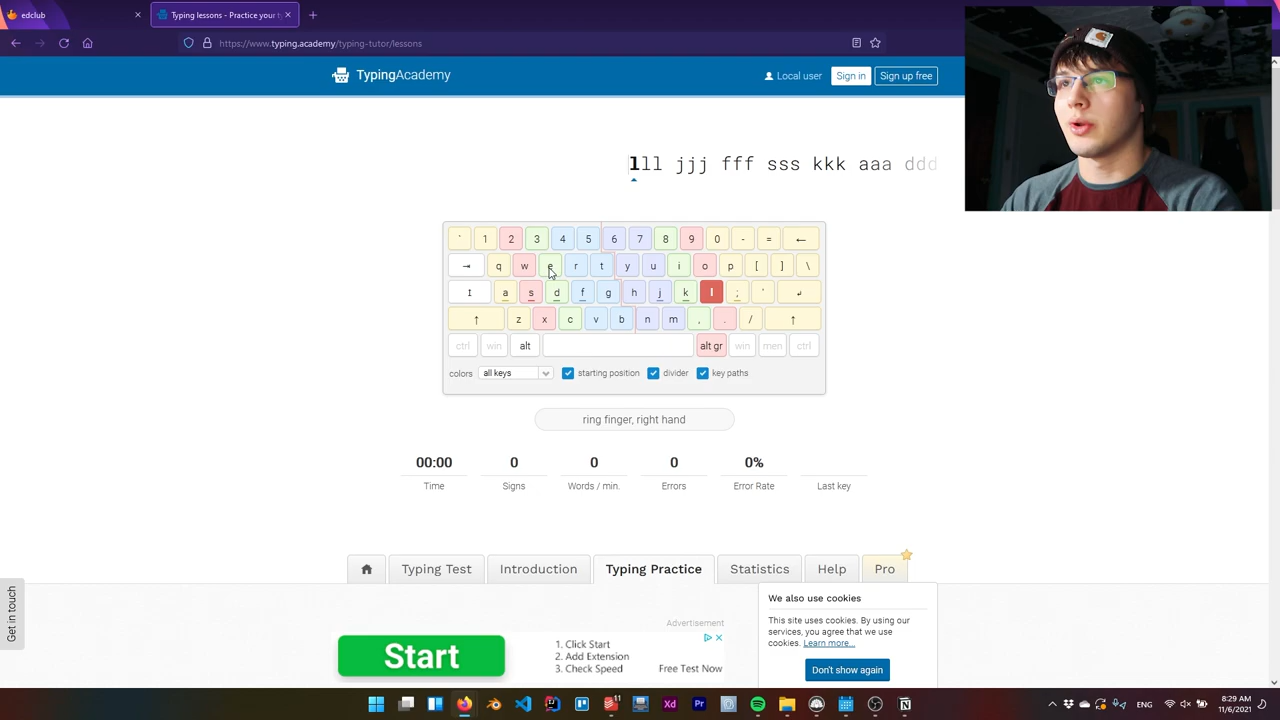 edclub
Typing lessons - Practice your ty
https://www.typing.academy/typing-tutor/lessons
TypingAcademy
Local user
Sign in
Sign up free
lll jjj fff sss kkk aaa ddd
` 1 2 3 4 5 6 7 8 9 0 - = ←
⇥ q w e r t y u i o p [ ] \
a s d f g h j k l ; '
↑ z x c v b n m , . / ↑
ctrl win alt alt gr win men ctrl
colors all keys starting position divider key paths
ring finger, right hand
00:00 0 0 0 0%
Time Signs Words / min. Errors Error Rate Last key
Typing Test Introduction Typing Practice Statistics Help Pro
Get in touch
Advertisement
Start
1. Click Start
2. Add Extension
3. Check Speed
Free Test Now
We also use cookies
This site uses cookies. By using our
services, you agree that we use
cookies. Learn more...
Don't show again
11
Xd
Pr
ENG
8:29 AM
11/6/2021